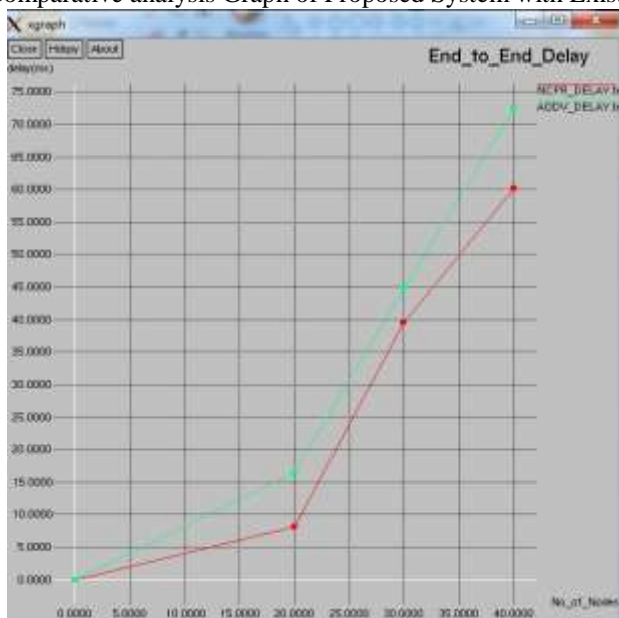 comparative analysis Graph of Proposed System with Exist
xgraph
Close Hdcpy About
End_to_End_Delay
delay(ms)
NCPR_DELAY.t
AODV_DELAY.t
75.0000
70.0000
65.0000
60.0000
55.0000
50.0000
45.0000
40.0000
35.0000
30.0000
25.0000
20.0000
15.0000
10.0000
5.0000
0.0000
No_of_Nodes
0.0000 5.0000 10.0000 15.0000 20.0000 25.0000 30.0000 35.0000 40.0000